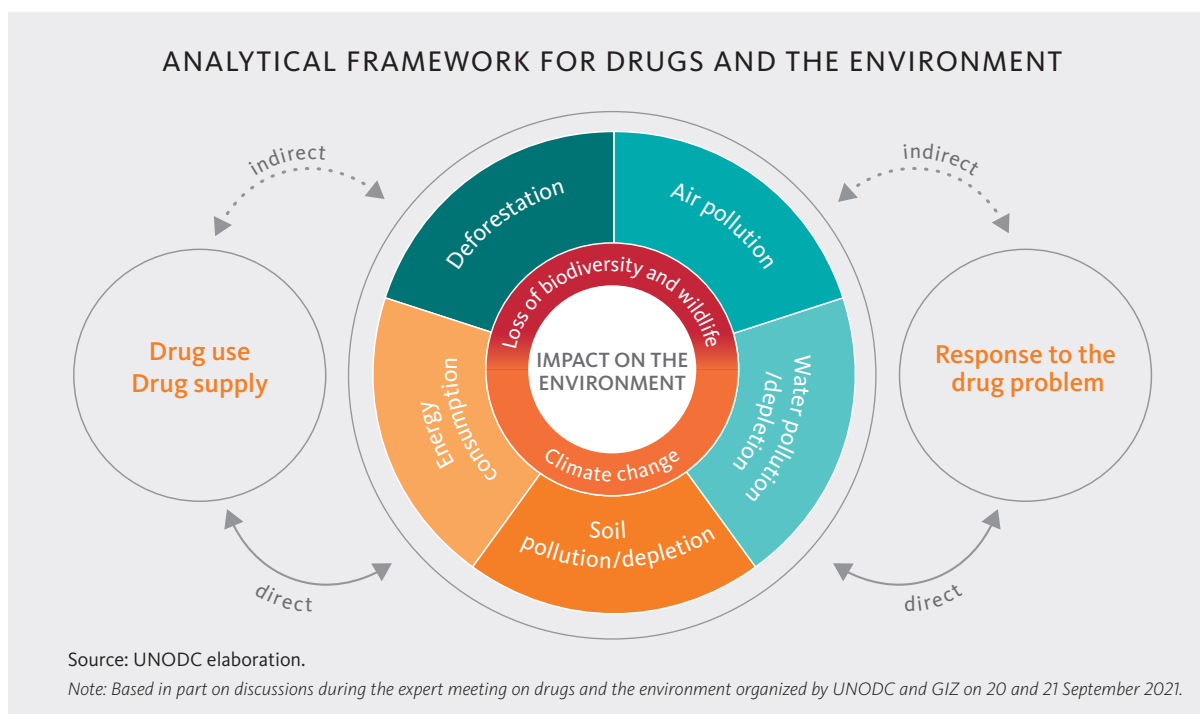 ANALYTICAL FRAMEWORK FOR DRUGS AND THE ENVIRONMENT
indirect
indirect
Deforestation
Air pollution
Loss of biodiversity and wildlife
IMPACT ON THE
ENVIRONMENT
Drug use
Drug supply
Response to the
drug problem
Energy
consumption
Water pollution
/depletion
Climate change
Soil
pollution/depletion
direct
direct
Source: UNODC elaboration.
Note: Based in part on discussions during the expert meeting on drugs and the environment organized by UNODC and GIZ on 20 and 21 September 2021.